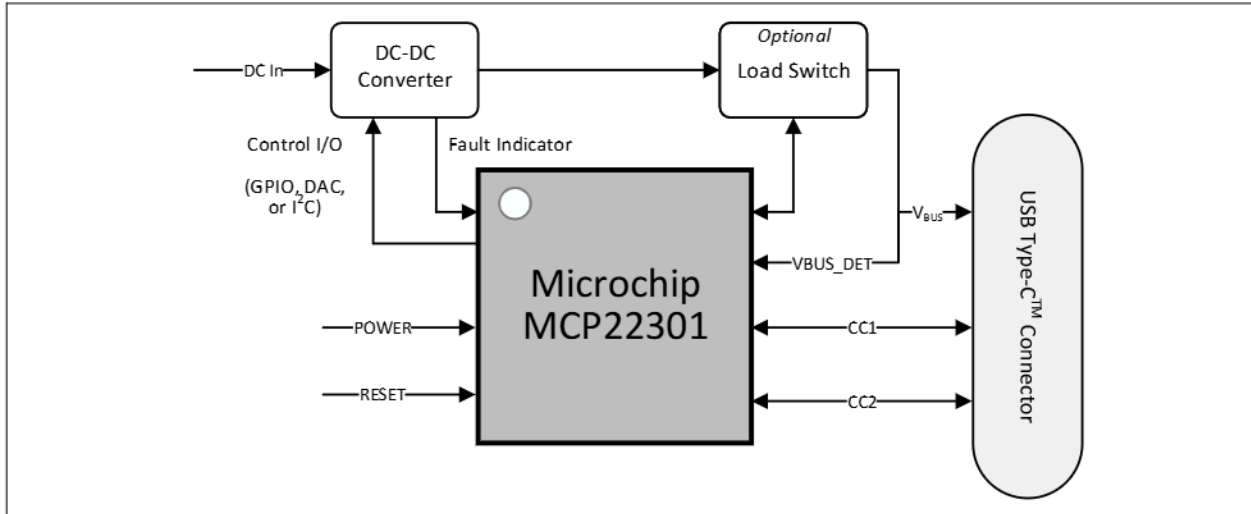 DC In
DC-DC
Converter
Optional
Load Switch
Control I/O
(GPIO, DAC,
or I²C)
Fault Indicator
Microchip
MCP22301
POWER
RESET
VBUS
VBUS_DET
CC1
CC2
USB Type-C™ Connector